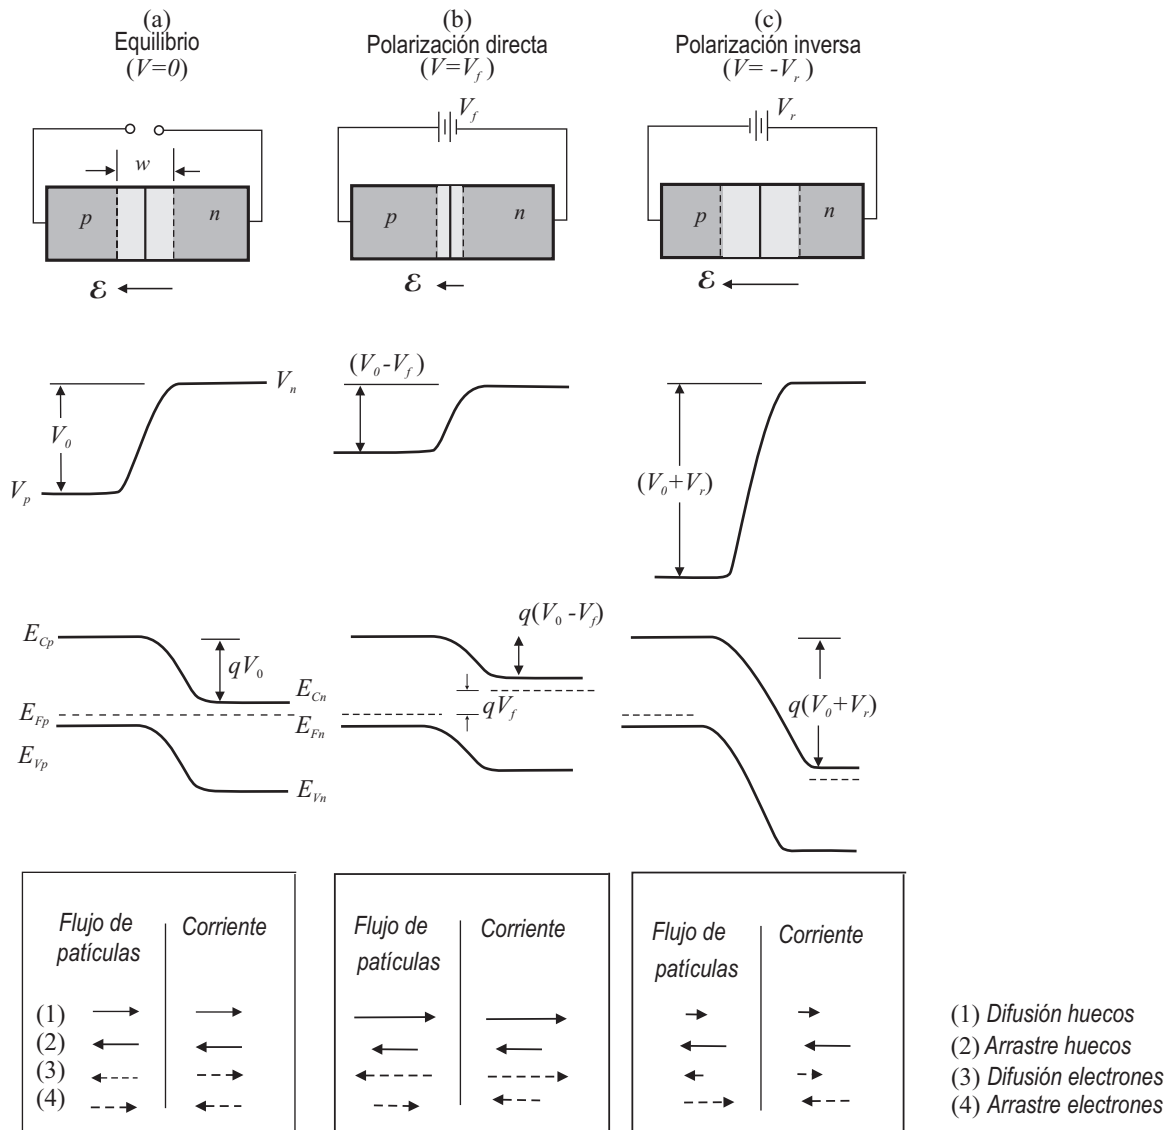 (a)
Equilibrio
(V=0)
w
p
n
ℰ
V_n
V_0
V_p
E_Cp
qV_0
E_Cn
E_Fp
E_Fn
E_Vp
E_Vn
Flujo de
patículas
Corriente
(1)
(2)
(3)
(4)
(b)
Polarización directa
(V=V_f)
V_f
p
n
ℰ
(V_0-V_f)
q(V_0 -V_f)
qV_f
Flujo de
patículas
Corriente
(c)
Polarización inversa
(V= -V_r)
V_r
p
n
ℰ
(V_0+V_r)
q(V_0+V_r)
Flujo de
patículas
Corriente
(1) Difusión huecos
(2) Arrastre huecos
(3) Difusión electrones
(4) Arrastre electrones